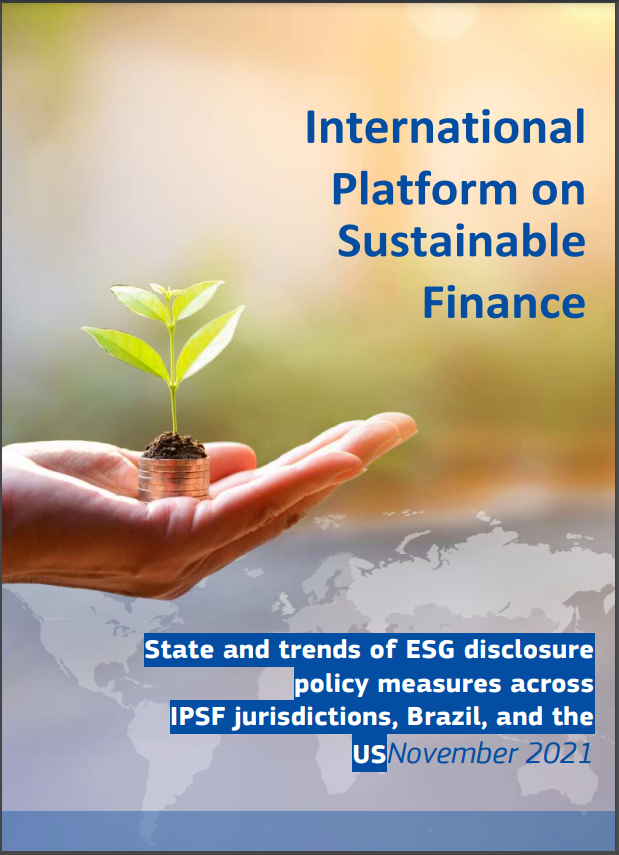 International
Platform on
Sustainable
Finance
State and trends of ESG disclosure
policy measures across
IPSF jurisdictions, Brazil, and the
USNovember 2021